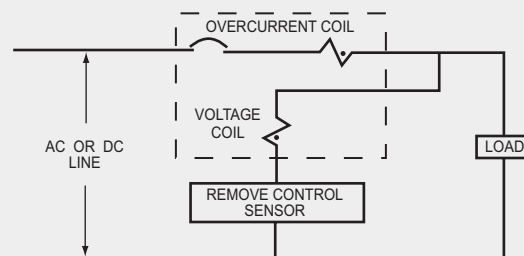 OVERCURRENT COIL
VOLTAGE
COIL
AC OR DC
LINE
LOAD
REMOVE CONTROL
SENSOR